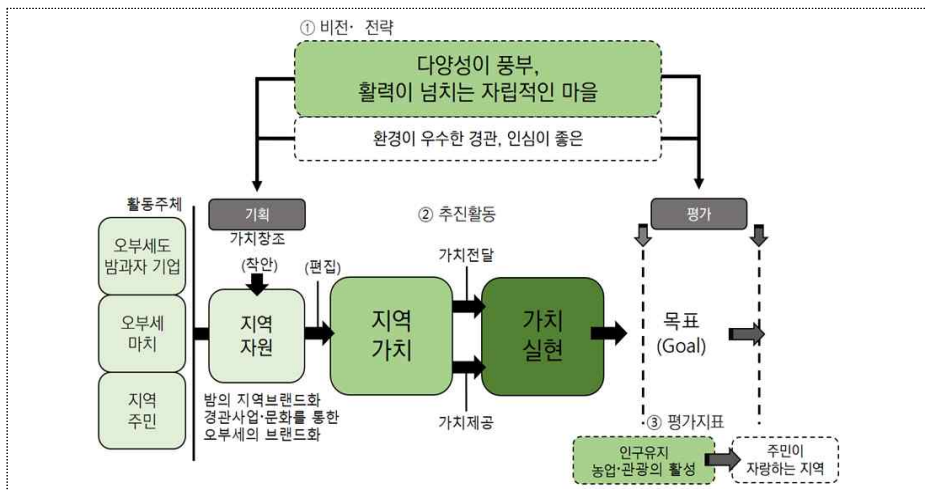 ① 비전· 전략
다양성이 풍부,
활력이 넘치는 자립적인 마을
환경이 우수한 경관, 인심이 좋은
활동주체
오부세도
밤과자 기업
오부세
마치
지역
주민
기획
가치창조
(착안)
(편집)
지역
자원
밤의 지역브랜드화
경관사업·문화를 통한
오부세의 브랜드화
② 추진활동
지역
가치
가치전달
가치제공
가치
실현
평가
목표
(Goal)
③ 평가지표
인구유지
농업·관광의 활성
주민이
자랑하는 지역